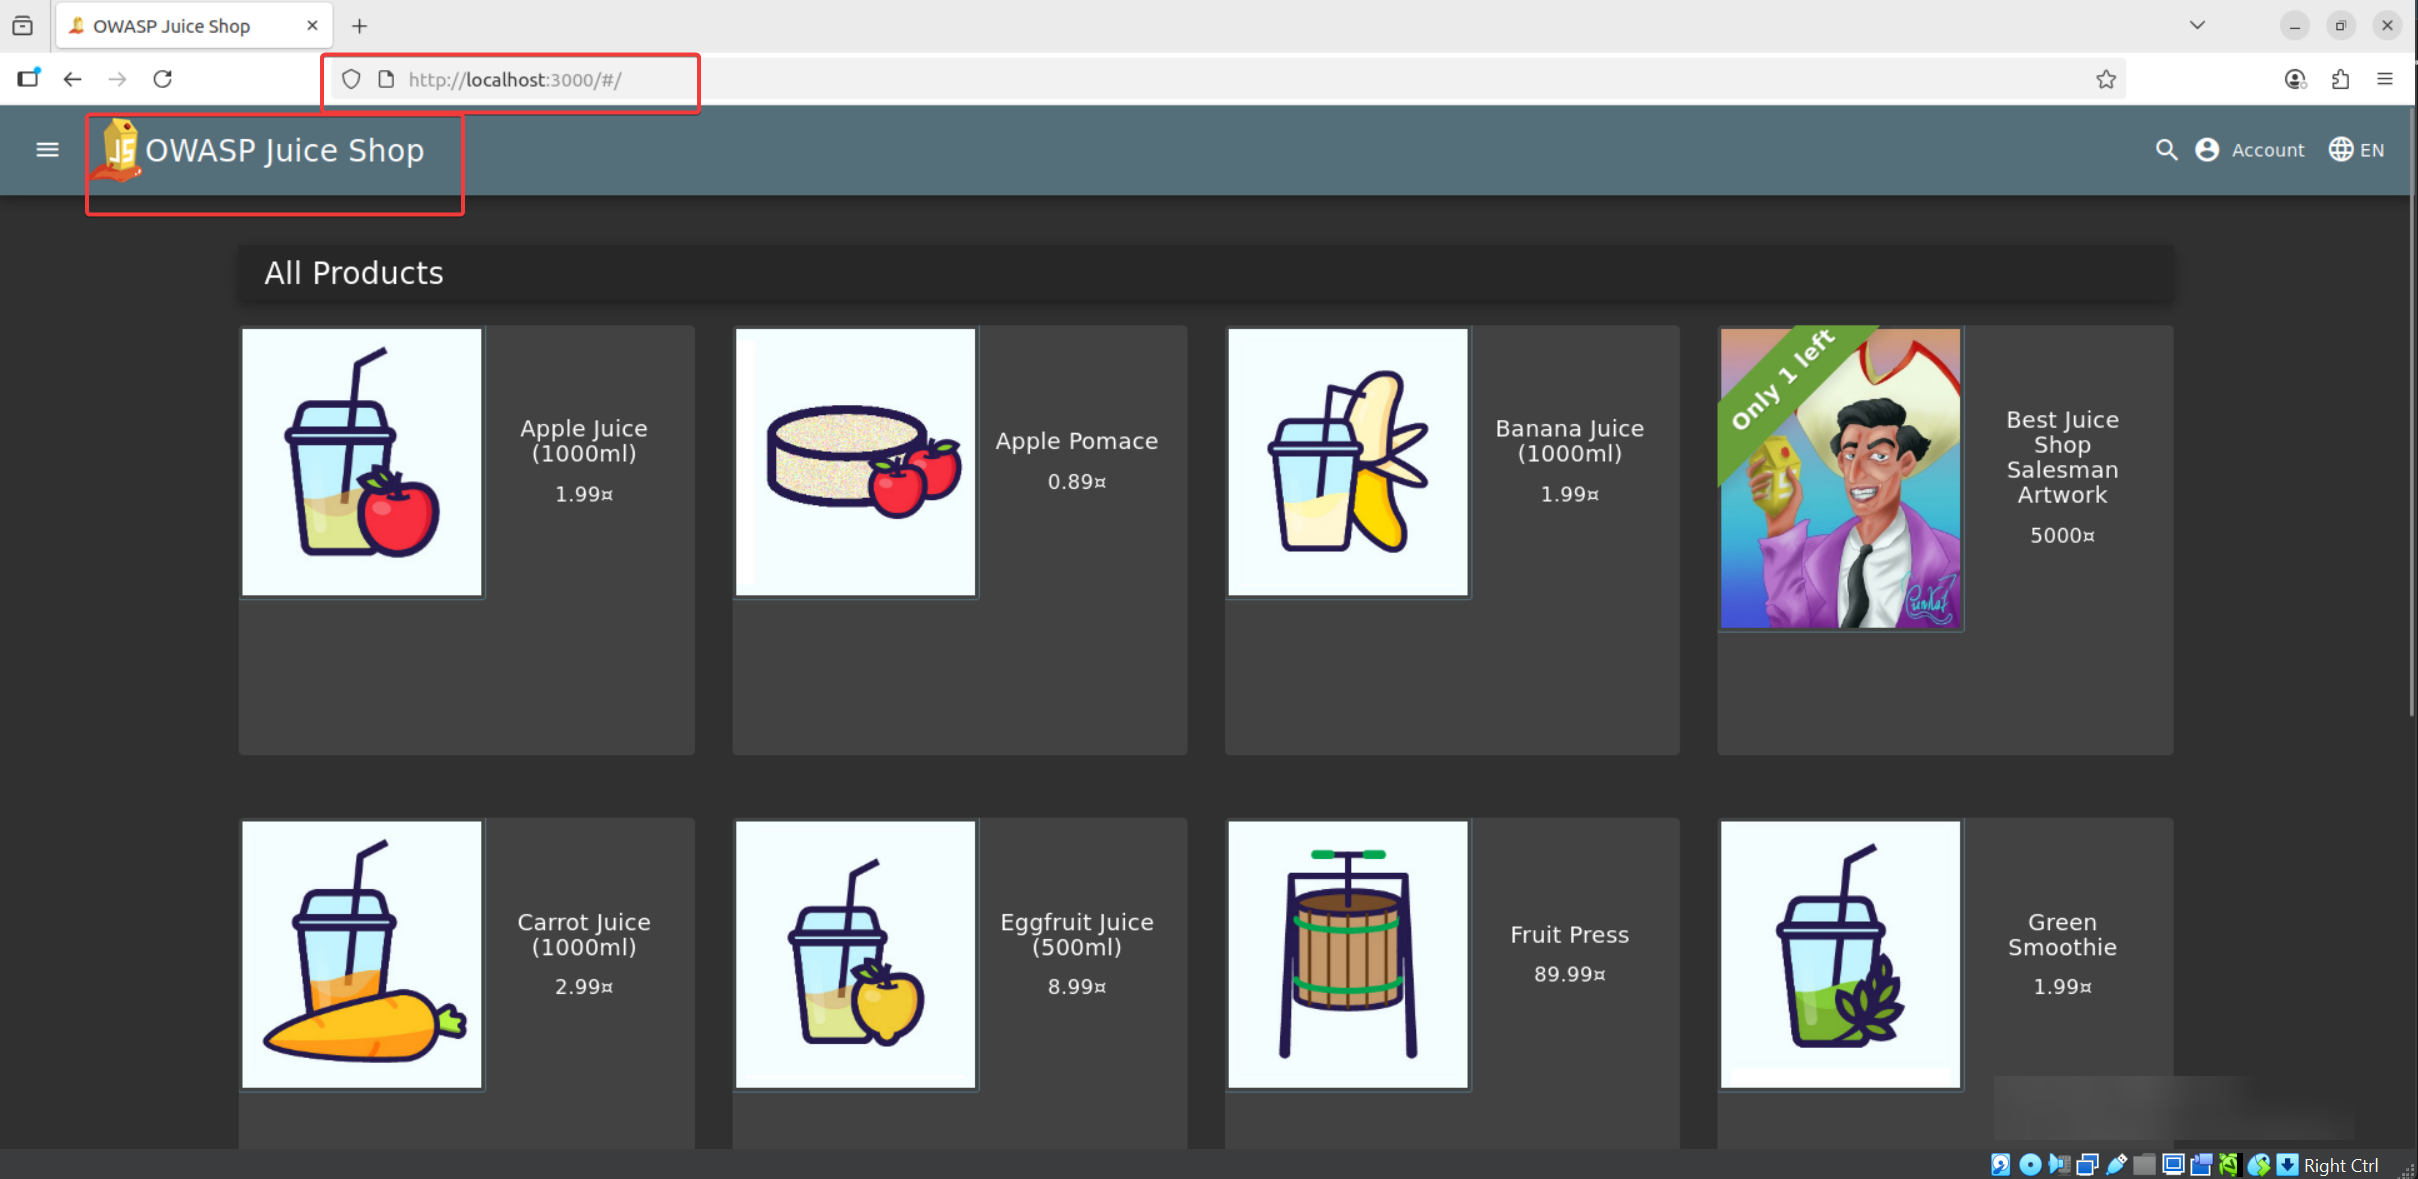 OWASP Juice Shop
http://localhost:3000/#/
OWASP Juice Shop
Account
EN
All Products
Apple Juice
(1000ml)
1.99¤
Apple Pomace
0.89¤
Banana Juice
(1000ml)
1.99¤
Only 1 left
Best Juice
Shop
Salesman
Artwork
5000¤
Carrot Juice
(1000ml)
2.99¤
Eggfruit Juice
(500ml)
8.99¤
Fruit Press
89.99¤
Green
Smoothie
1.99¤
Right Ctrl